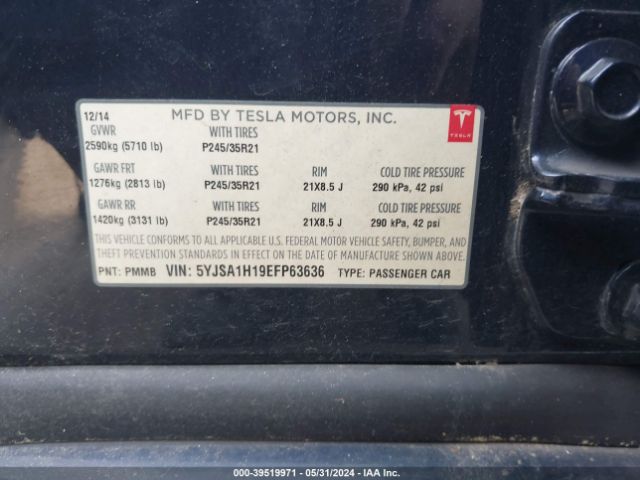 12/14
MFD BY TESLA MOTORS, INC.
TESLA
GVWR WITH TIRES
2590kg (5710 lb) P245/35R21
GAWR FRT WITH TIRES RIM COLD TIRE PRESSURE
1276kg (2813 lb) P245/35R21 21X8.5 J 290 kPa, 42 psi
GAWR RR WITH TIRES RIM COLD TIRE PRESSURE
1420kg (3131 lb) P245/35R21 21X8.5 J 290 kPa, 42 psi
THIS VEHICLE CONFORMS TO ALL APPLICABLE U.S. FEDERAL MOTOR VEHICLE SAFETY, BUMPER, AND
THEFT PREVENTION STANDARDS IN EFFECT ON THE DATE OF MANUFACTURE SHOWN ABOVE.
PNT: PMMB VIN: 5YJSA1H19EFP63636 TYPE: PASSENGER CAR
000-39519971 - 05/31/2024 - IAA Inc.